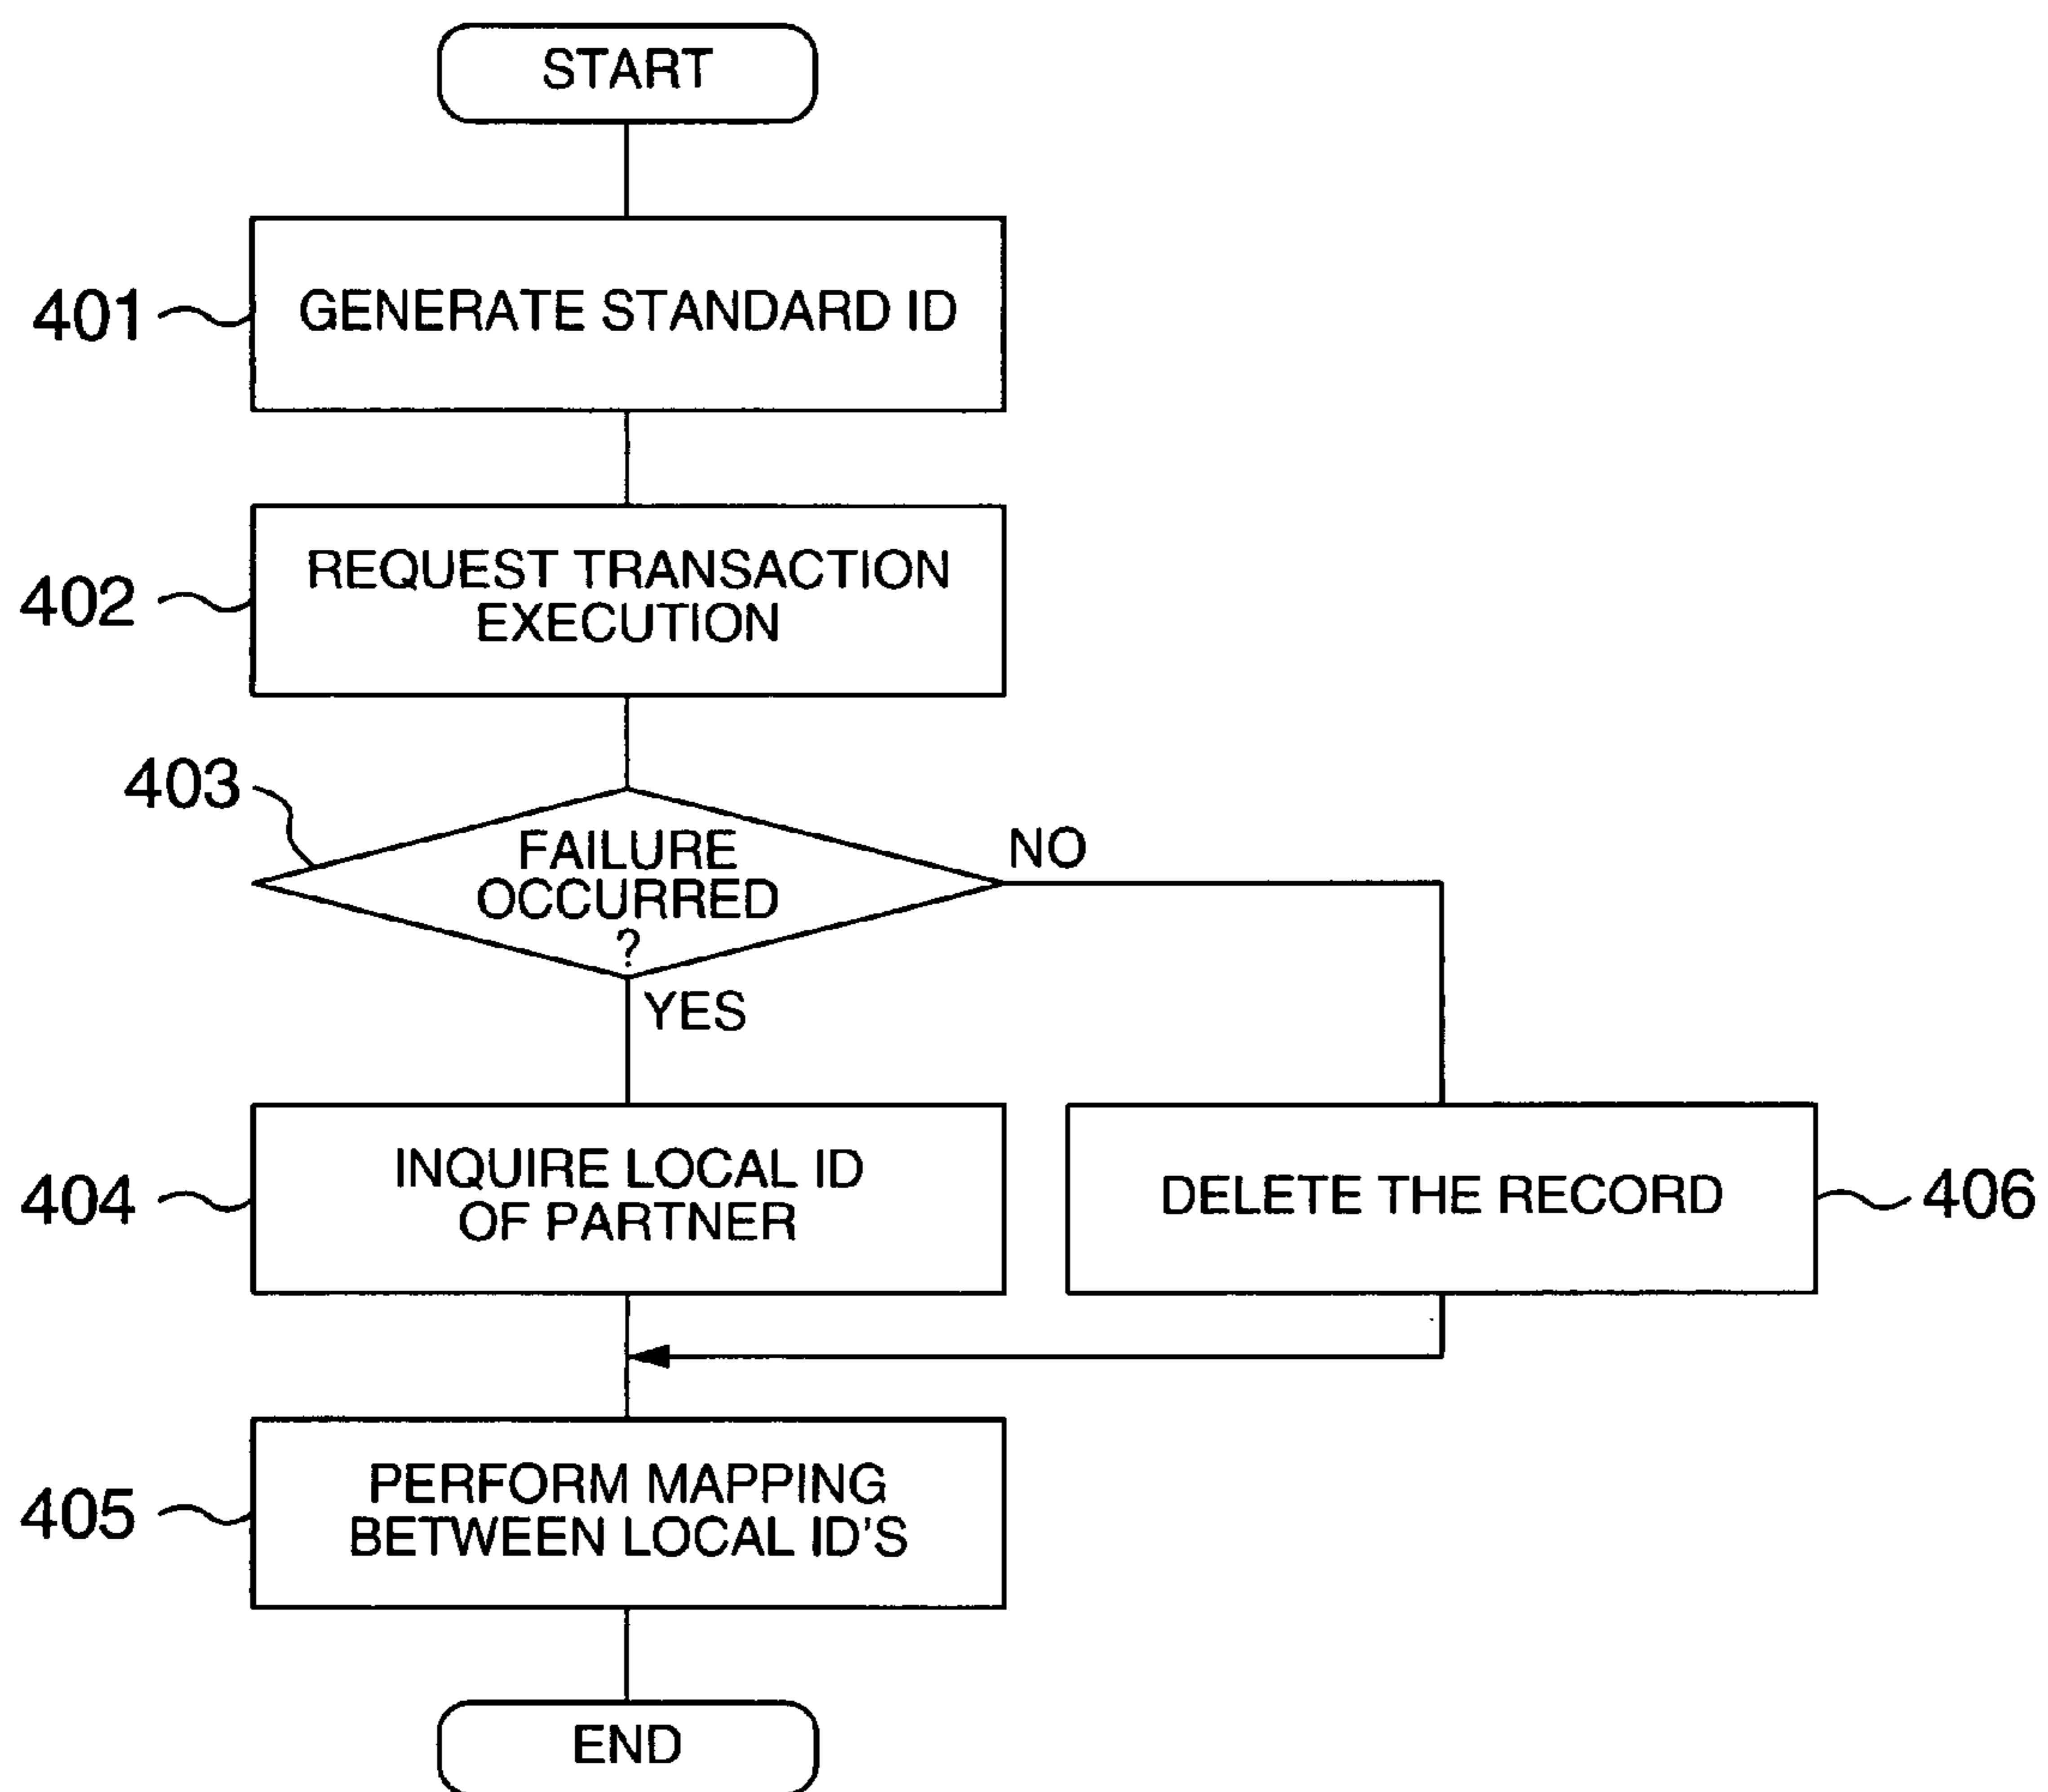 START
401
GENERATE STANDARD ID
402
REQUEST TRANSACTION
EXECUTION
403
FAILURE
OCCURRED
?
NO
YES
404
INQUIRE LOCAL ID
OF PARTNER
DELETE THE RECORD
406
405
PERFORM MAPPING
BETWEEN LOCAL ID'S
END